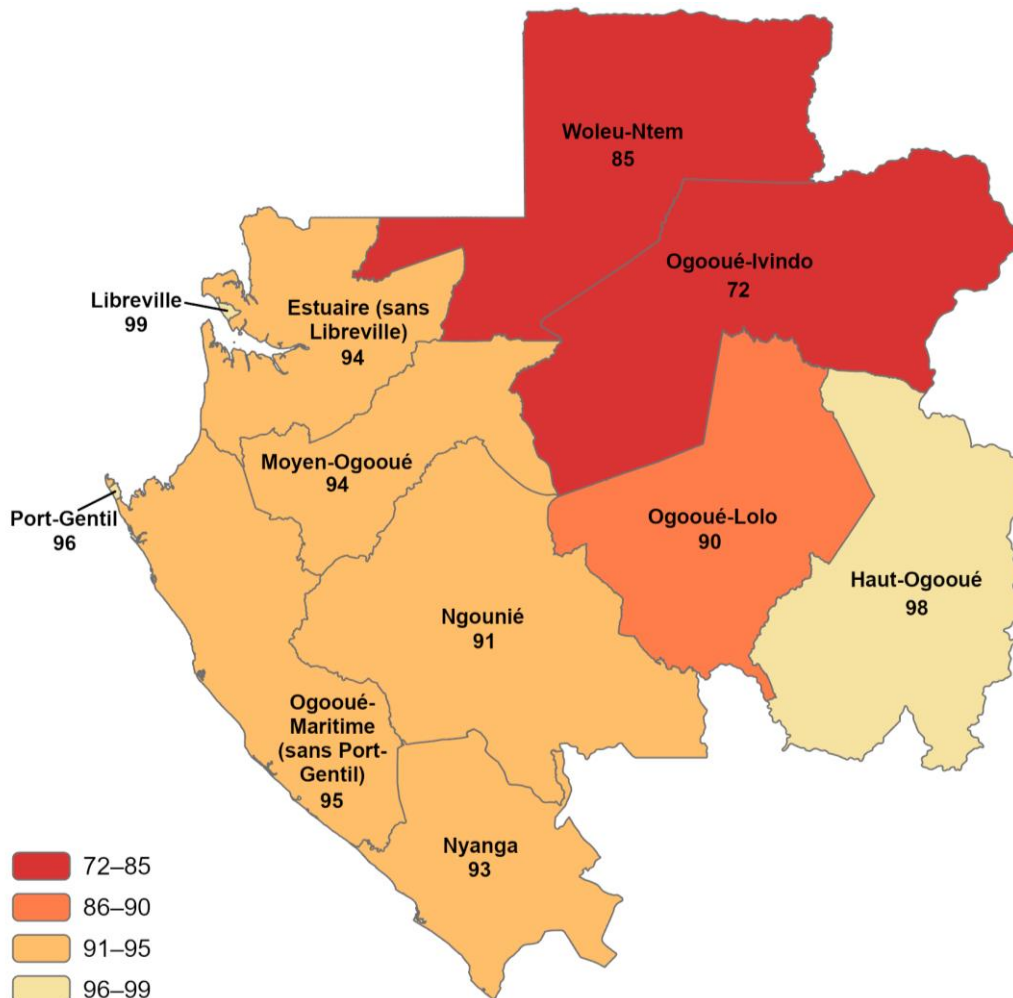 Woleu-Ntem
85
Ogooué-Ivindo
72
Libreville
99
Estuaire (sans
Libreville)
94
Moyen-Ogooué
94
Port-Gentil
96
Ogooué-Lolo
90
Haut-Ogooué
98
Ngounié
91
Ogooué-
Maritime
(sans Port-
Gentil)
95
Nyanga
93
72–85
86–90
91–95
96–99